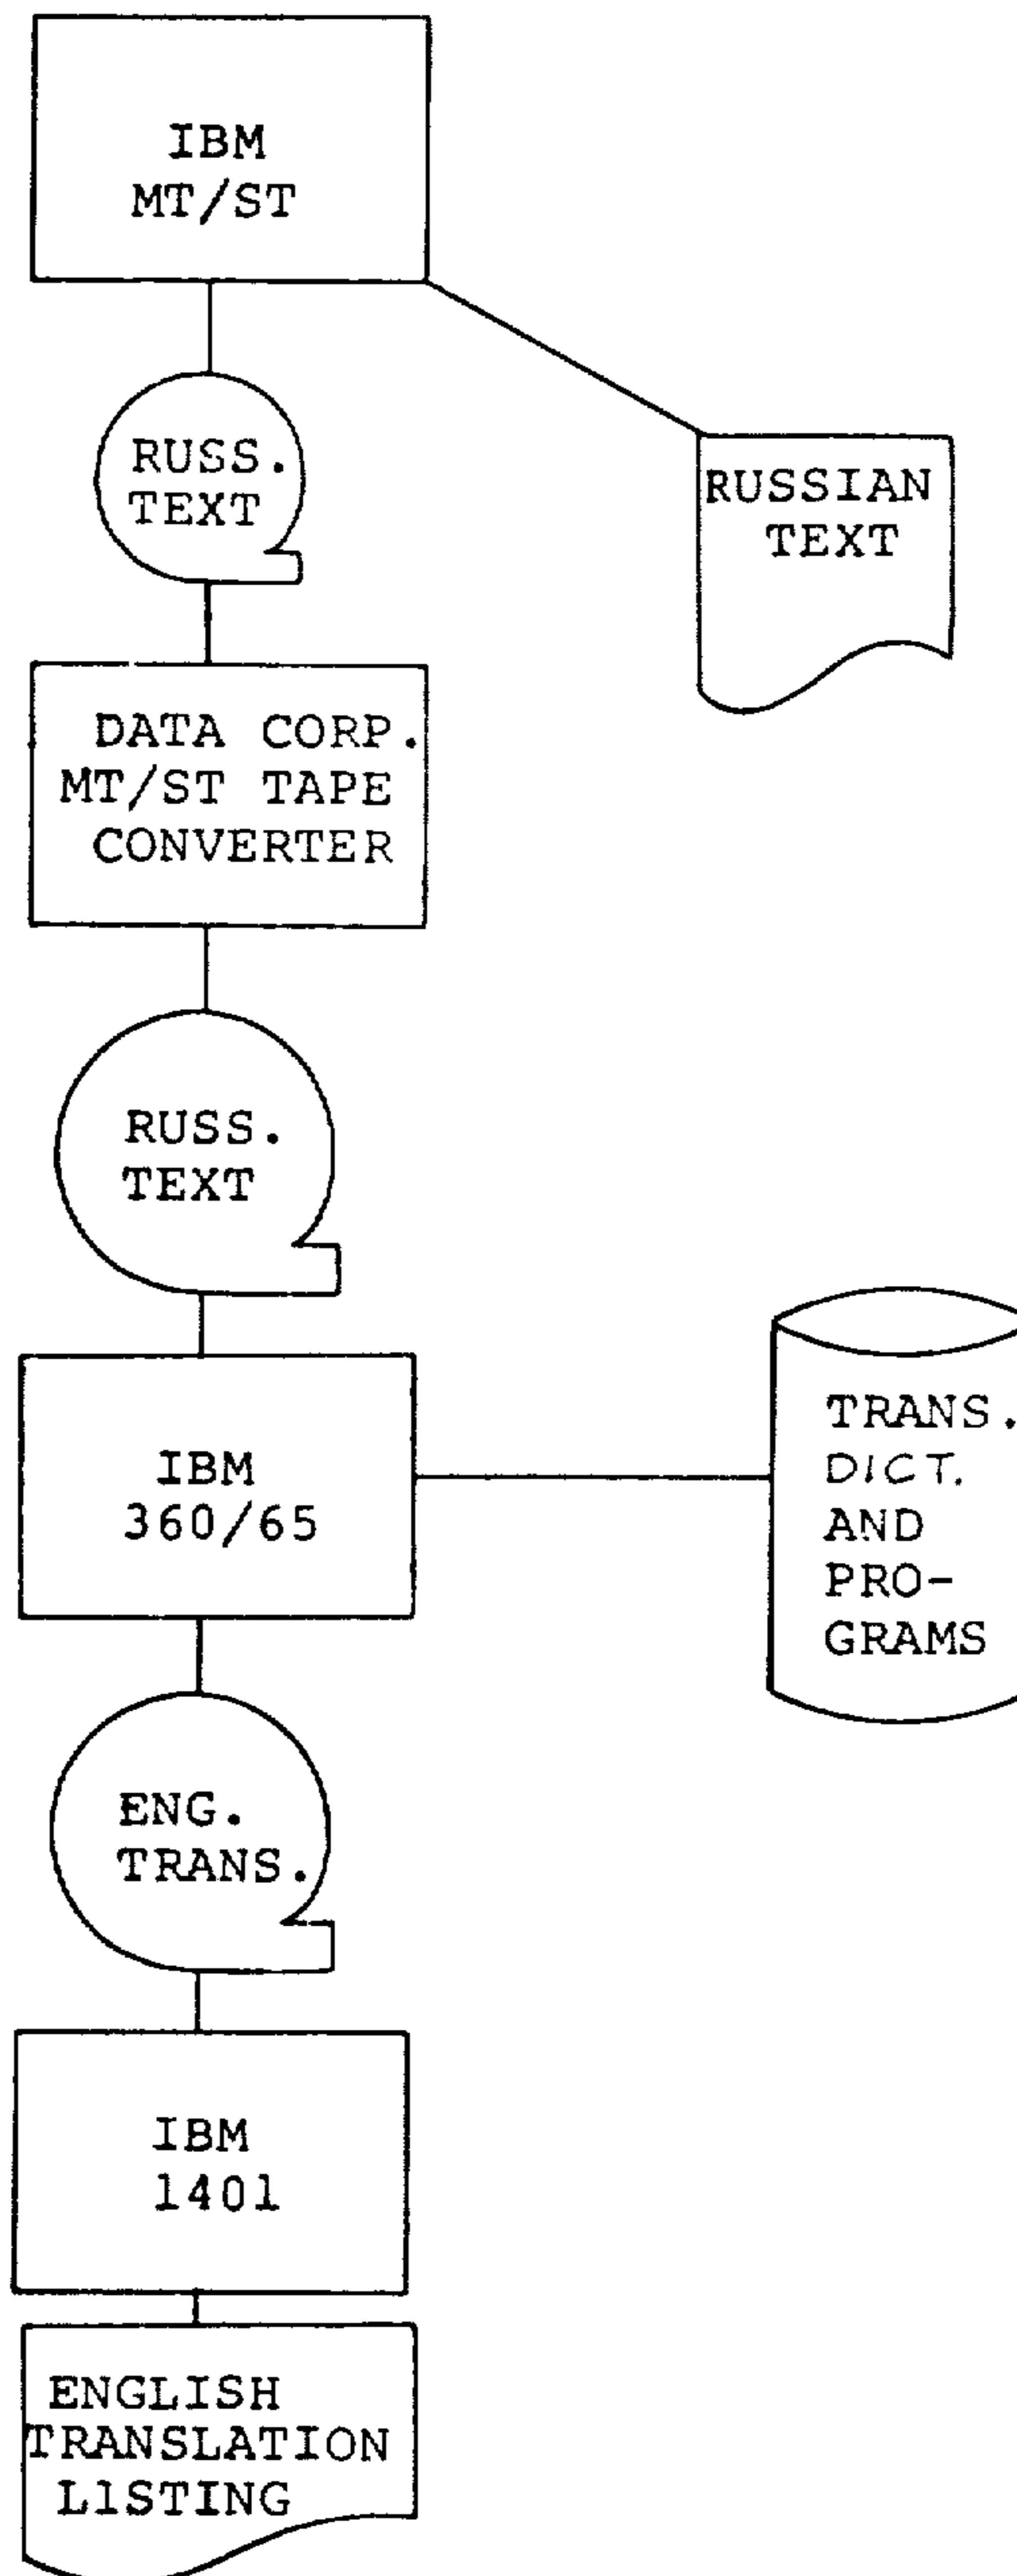 IBM
MT/ST
RUSS.
TEXT
RUSSIAN
TEXT
DATA CORP.
MT/ST TAPE
CONVERTER
RUSS.
TEXT
IBM
360/65
TRANS.
DICT.
AND
PRO-
GRAMS
ENG.
TRANS.
IBM
1401
ENGLISH
TRANSLATION
LISTING